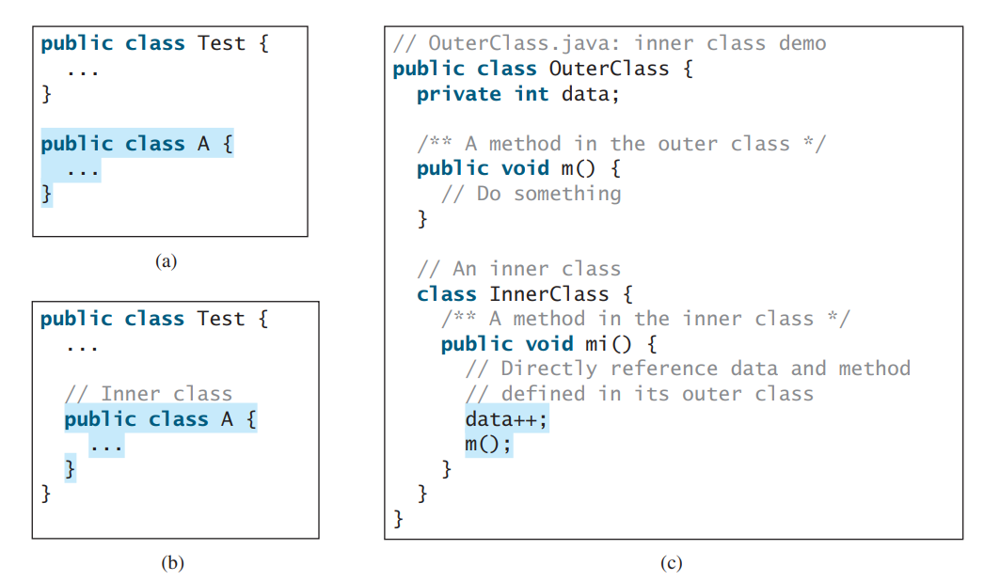 public class Test {
  ...
}
public class A {
  ...
}
(a)
public class Test {
  ...
  // Inner class
  public class A {
    ...
  }
}
(b)
// OuterClass.java: inner class demo
public class OuterClass {
  private int data;
  /** A method in the outer class */
  public void m() {
    // Do something
  }
  // An inner class
  class InnerClass {
    /** A method in the inner class */
    public void mi() {
      // Directly reference data and method
      // defined in its outer class
      data++;
      m();
    }
  }
}
(c)